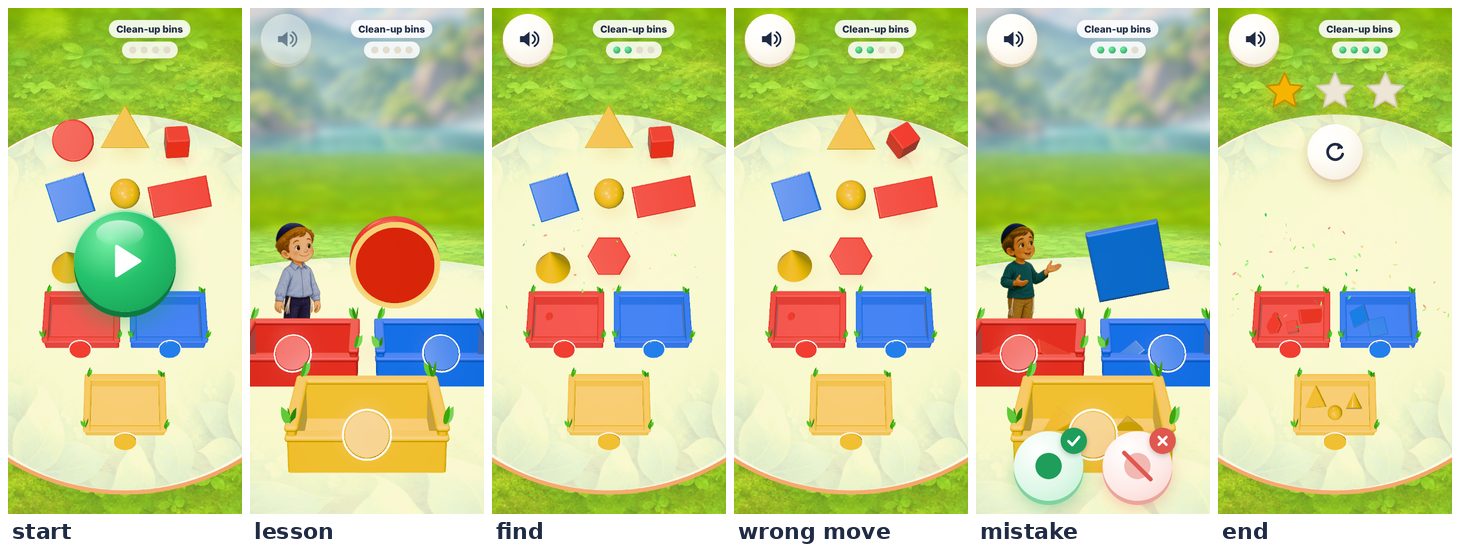 Clean-up bins
Clean-up bins
Clean-up bins
Clean-up bins
Clean-up bins
Clean-up bins
start
lesson
find
wrong move
mistake
end